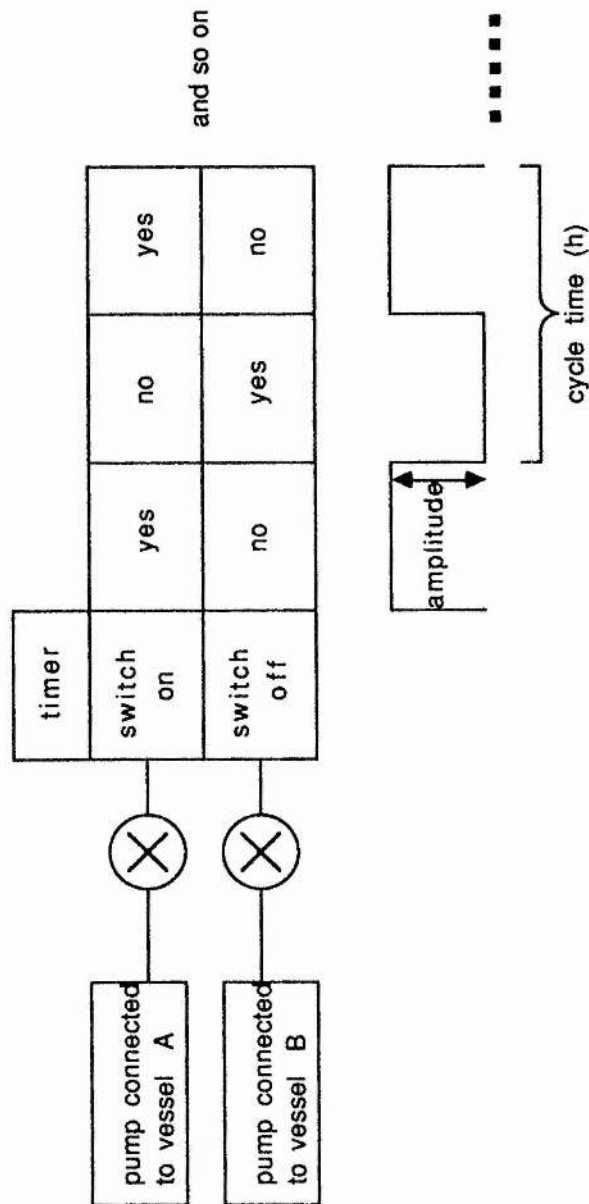 timer
switch
on
yes
no
yes
and so on
switch
off
no
yes
no
pump connected
to vessel A
pump connected
to vessel B
amplitude
cycle time (h)